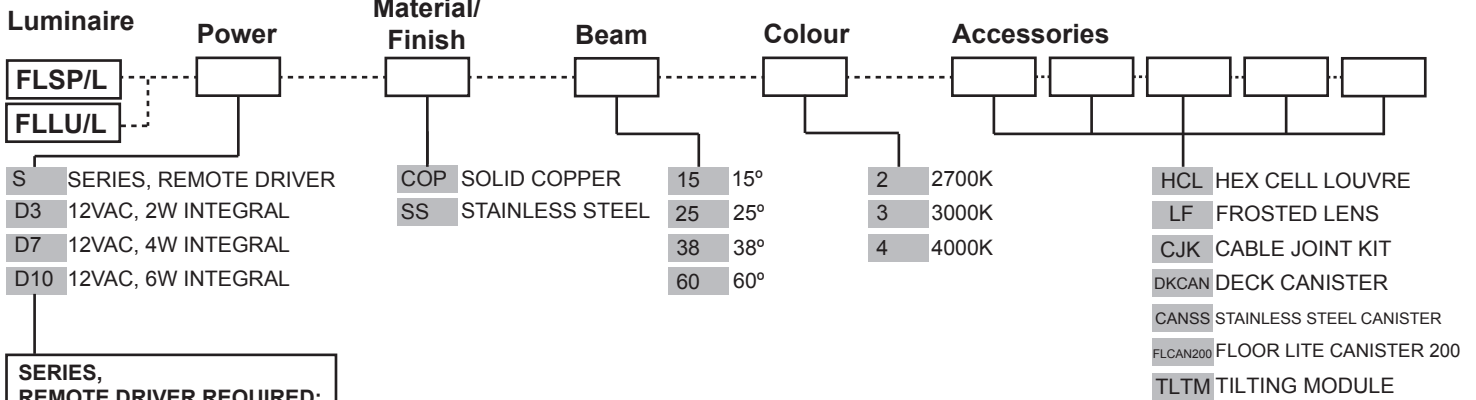 Luminaire
Power
Material/
Finish
Beam
Colour
Accessories
FLSP/L
FLLU/L
S SERIES, REMOTE DRIVER
D3 12VAC, 2W INTEGRAL
D7 12VAC, 4W INTEGRAL
D10 12VAC, 6W INTEGRAL
COP SOLID COPPER
SS STAINLESS STEEL
15 15º
25 25º
38 38º
60 60º
2 2700K
3 3000K
4 4000K
HCL HEX CELL LOUVRE
LF FROSTED LENS
CJK CABLE JOINT KIT
DKCAN DECK CANISTER
CANSS STAINLESS STEEL CANISTER
FLCAN200 FLOOR LITE CANISTER 200
TLTM TILTING MODULE
SERIES,
REMOTE DRIVER REQUIRED: